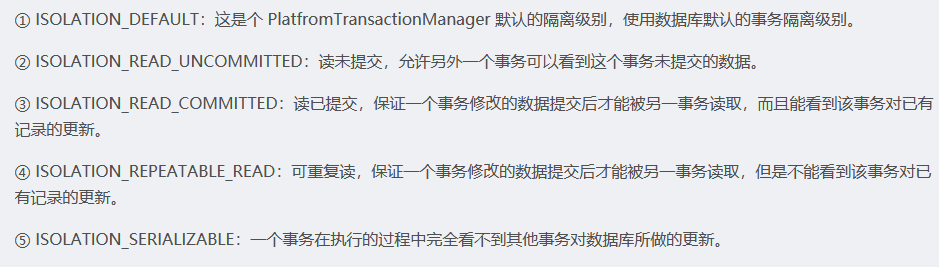 ① ISOLATION_DEFAULT：这是个 PlatfromTransactionManager 默认的隔离级别，使用数据库默认的事务隔离级别。
② ISOLATION_READ_UNCOMMITTED：读未提交，允许另外一个事务可以看到这个事务未提交的数据。
③ ISOLATION_READ_COMMITTED：读已提交，保证一个事务修改的数据提交后才能被另一事务读取，而且能看到该事务对已有
记录的更新。
④ ISOLATION_REPEATABLE_READ：可重复读，保证一个事务修改的数据提交后才能被另一事务读取，但是不能看到该事务对已
有记录的更新。
⑤ ISOLATION_SERIALIZABLE：一个事务在执行的过程中完全看不到其他事务对数据库所做的更新。